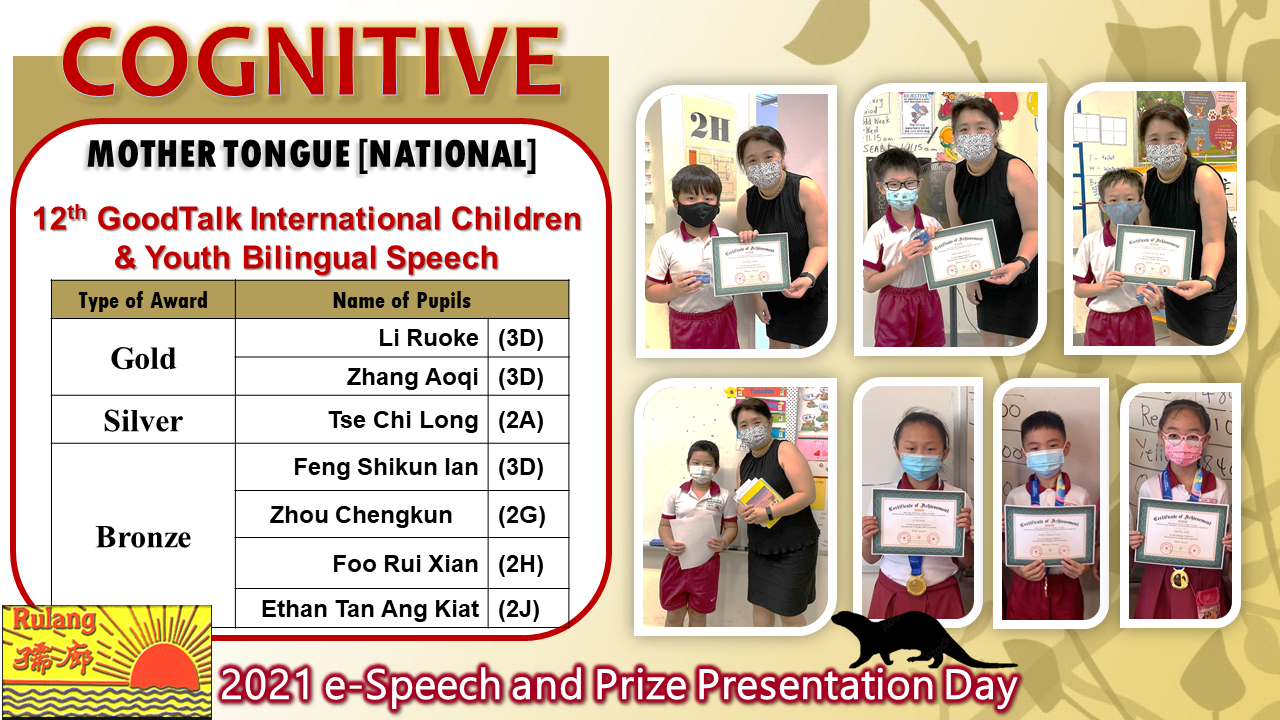 COGNITIVE
MOTHER TONGUE [NATIONAL]
12th GoodTalk International Children
& Youth Bilingual Speech
Type of Award Name of Pupils
Gold
Li Ruoke (3D)
Zhang Aoqi (3D)
Silver Tse Chi Long (2A)
Bronze
Feng Shikun Ian (3D)
Zhou Chengkun (2G)
Foo Rui Xian (2H)
Ethan Tan Ang Kiat (2J)
2H
Certificate of Achievement
Certificate of Achievement
Certificate of Achievement
Certificate of Achievement
Certificate of Achievement
Certificate of Achievement
Rulang
孺廊
2021 e-Speech and Prize Presentation Day